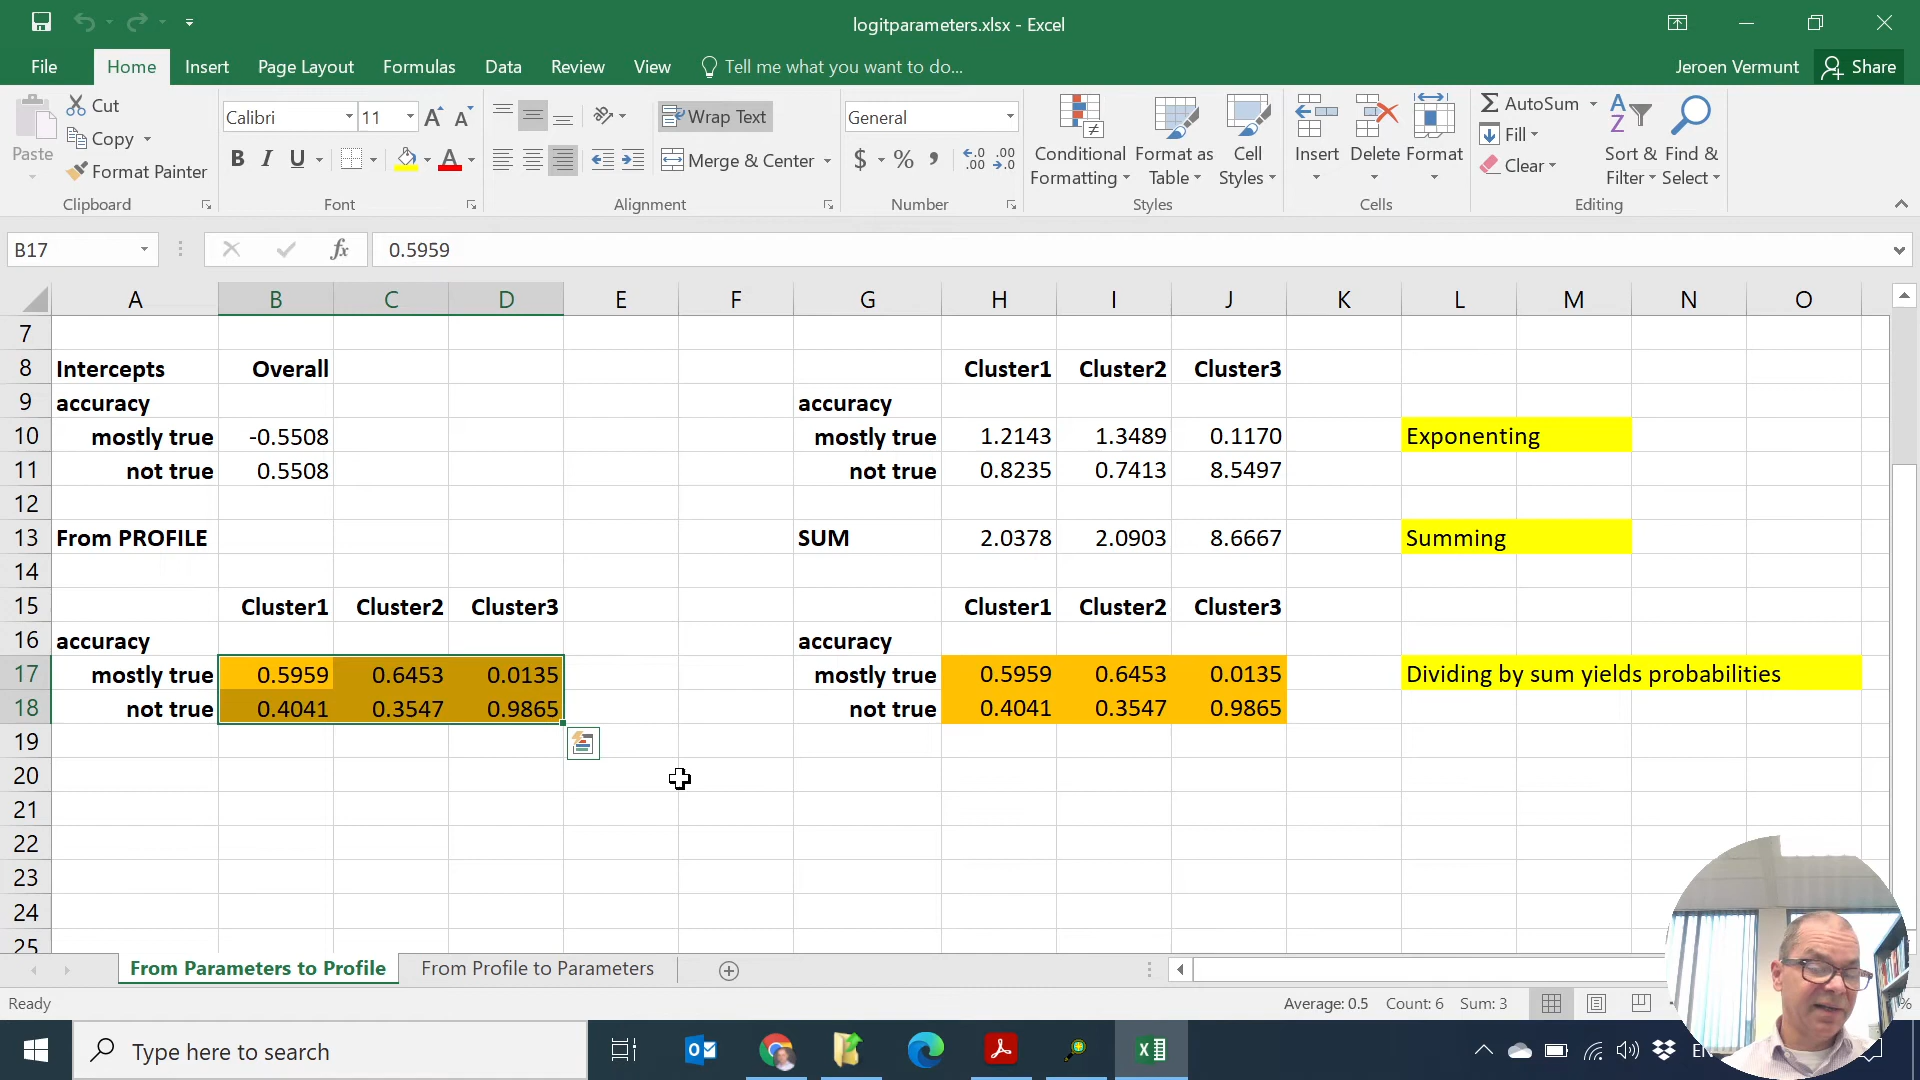 logitparameters.xlsx - Excel
File Home Insert Page Layout Formulas Data Review View Tell me what you want to do... Jeroen Vermunt Share
Paste
Cut
Copy
Format Painter
Clipboard
Calibri 11
B I U A
Font
Wrap Text
Merge & Center
Alignment
General
$ %
Number
Conditional Formatting
Format as Table
Cell Styles
Styles
Insert Delete Format
Cells
AutoSum
Fill
Clear
Sort & Filter
Find & Select
Editing
B17 fx 0.5959
A B C D E F G H I J K L M N O
7
8 Intercepts Overall Cluster1 Cluster2 Cluster3
9 accuracy accuracy
10 mostly true -0.5508 mostly true 1.2143 1.3489 0.1170 Exponenting
11 not true 0.5508 not true 0.8235 0.7413 8.5497
12
13 From PROFILE SUM 2.0378 2.0903 8.6667 Summing
14
15 Cluster1 Cluster2 Cluster3 Cluster1 Cluster2 Cluster3
16 accuracy accuracy
17 mostly true 0.5959 0.6453 0.0135 mostly true 0.5959 0.6453 0.0135 Dividing by sum yields probabilities
18 not true 0.4041 0.3547 0.9865 not true 0.4041 0.3547 0.9865
19
20
21
22
23
24
25
From Parameters to Profile From Profile to Parameters
Ready Average: 0.5 Count: 6 Sum: 3 %
Type here to search